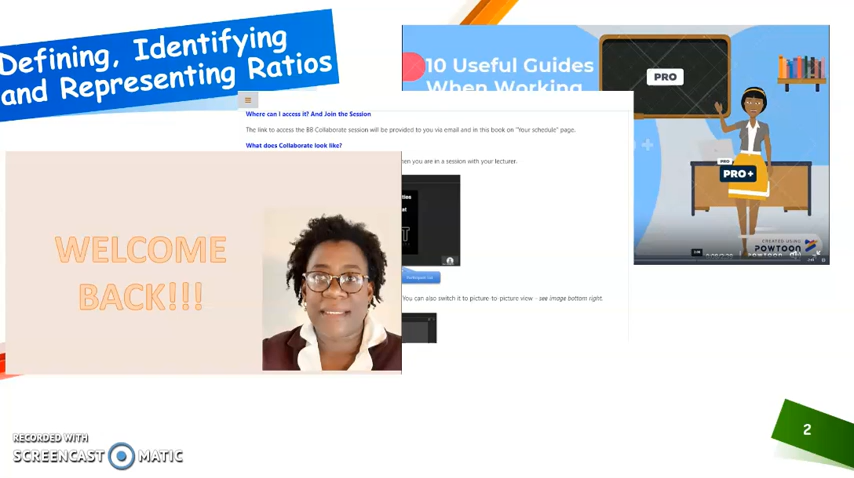 Defining, Identifying
and Representing Ratios
10 Useful Guides
When Working
PRO
PRO
PRO+
CREATED USING
POWTOON
Where can I access it? And Join the Session
The link to access the BB Collaborate session will be provided to you via email and in this book on "Your schedule" page.
What does Collaborate look like?
en you are in a session with your lecturer.
You can also switch it to picture-to-picture view - see image bottom right.
WELCOME
BACK!!!
2
RECORDED WITH
SCREENCAST MATIC